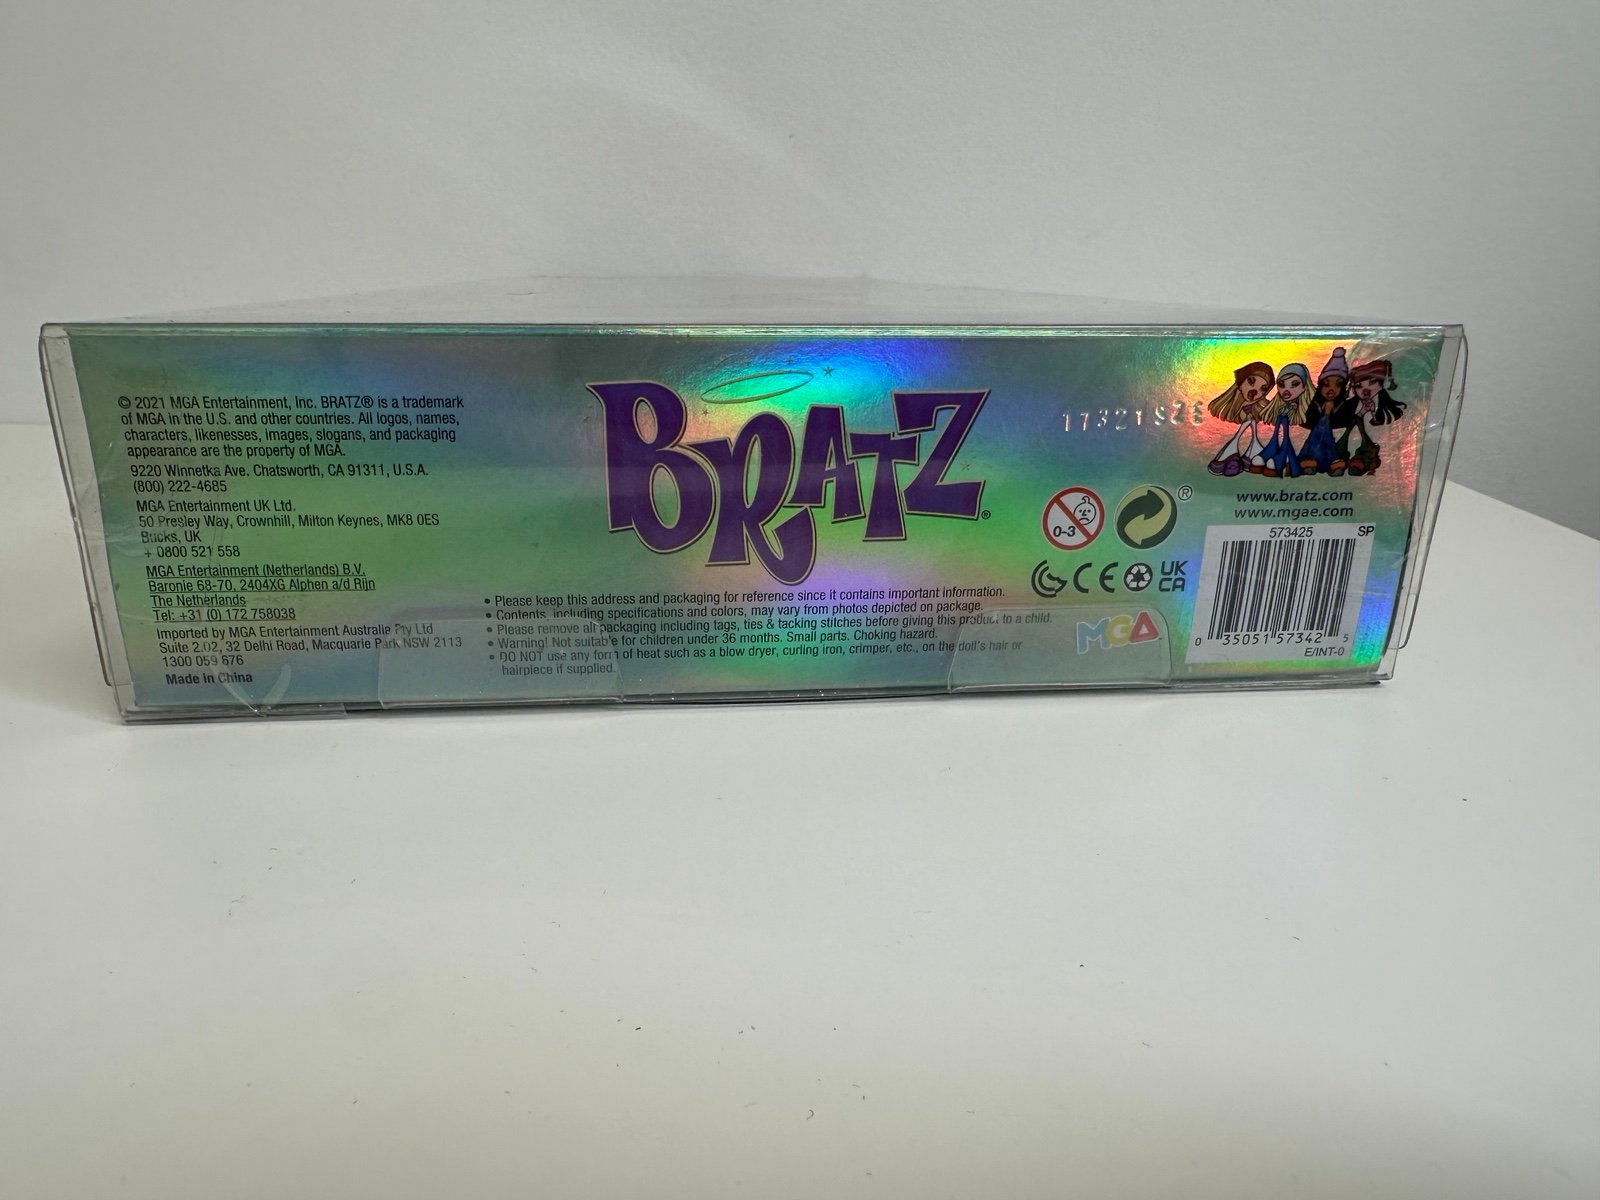 © 2021 MGA Entertainment, Inc. BRATZ® is a trademark
of MGA in the U.S. and other countries. All logos, names,
characters, likenesses, images, slogans, and packaging
appearance are the property of MGA.
9220 Winnetka Ave. Chatsworth, CA 91311, U.S.A.
(800) 222-4685
MGA Entertainment UK Ltd.
50 Presley Way, Crownhill, Milton Keynes, MK8 0ES
Bucks, UK
+ 0800 521 558
MGA Entertainment (Netherlands) B.V.
Baronie 68-70, 2404XG Alphen a/d Rijn
The Netherlands
Tel: +31 (0) 172 758038
Imported by MGA Entertainment Australia Pty Ltd
Suite 2.02, 32 Delhi Road, Macquarie Park NSW 2113
1300 059 676
Made in China
BRATZ®
• Please keep this address and packaging for reference since it contains important information.
• Contents, including specifications and colors, may vary from photos depicted on package.
• Please remove all packaging including tags, ties & tacking stitches before giving this product to a child.
• Warning! Not suitable for children under 36 months. Small parts. Choking hazard.
• DO NOT use any form of heat such as a blow dryer, curling iron, crimper, etc., on the doll's hair or
hairpiece if supplied.
0-3
®
CE
UK
CA
MGA
www.bratz.com
www.mgae.com
573425 SP
0 35051 57342 5
E/INT-0